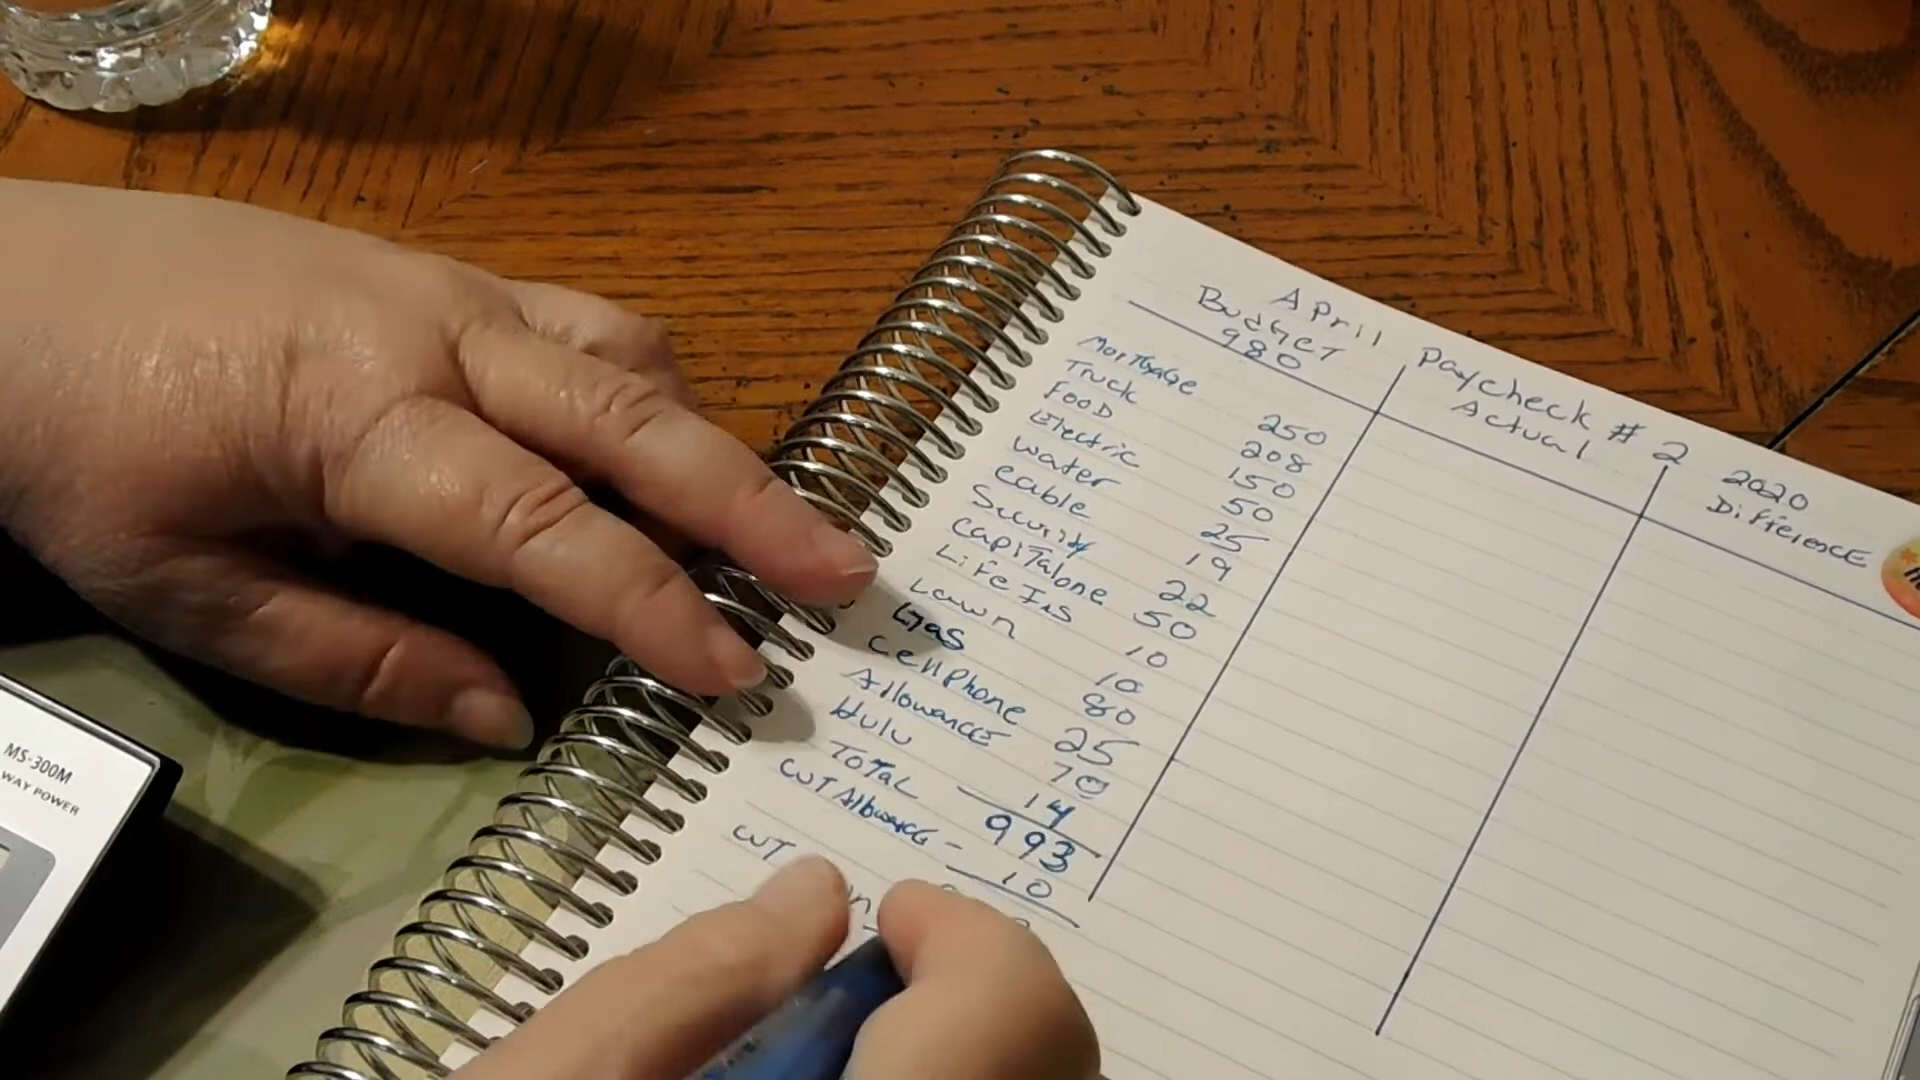 April Paycheck # 2 2020
Budget Actual Difference
980
Mortgage 250
Truck 208
Food 150
Electric 50
Water 25
Cable 19
Security 22
Capitalone 50
Life Ins 10
Lawn 10
Gas 80
Cellphone 25
Allowance 70
Hulu 14
Total 993
Cut Allowance - 10
Cut
MS-300M
WAY POWER